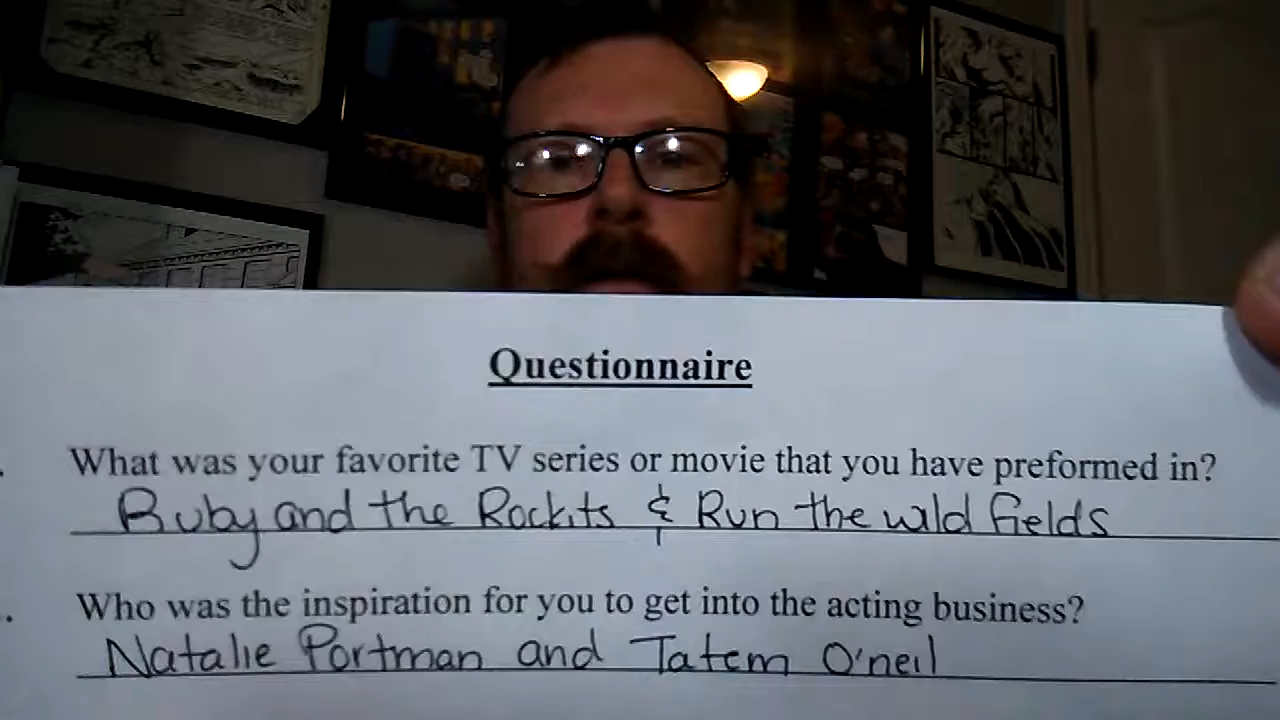 Questionnaire
What was your favorite TV series or movie that you have preformed in?
Ruby and the Rockits & Run the wild fields
Who was the inspiration for you to get into the acting business?
Natalie Portman and Tatem O'neil